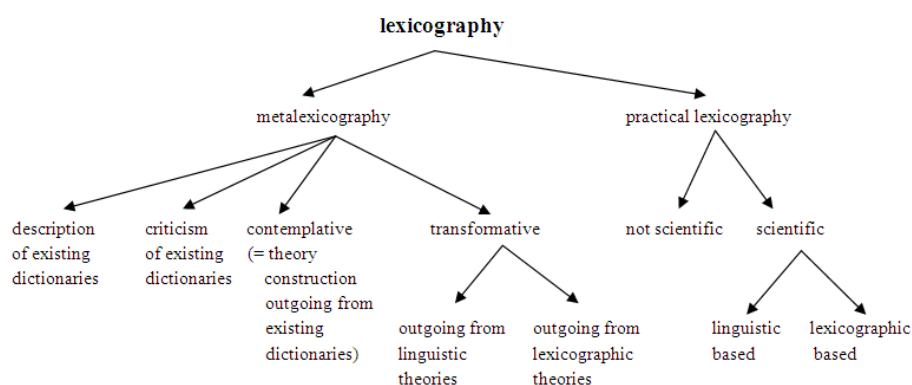 lexicography
metalexicography
practical lexicography
description
of existing
dictionaries
criticism
of existing
dictionaries
contemplative
(= theory
construction
outgoing from
existing
dictionaries)
transformative
not scientific
scientific
outgoing from
linguistic
theories
outgoing from
lexicographic
theories
linguistic
based
lexicographic
based